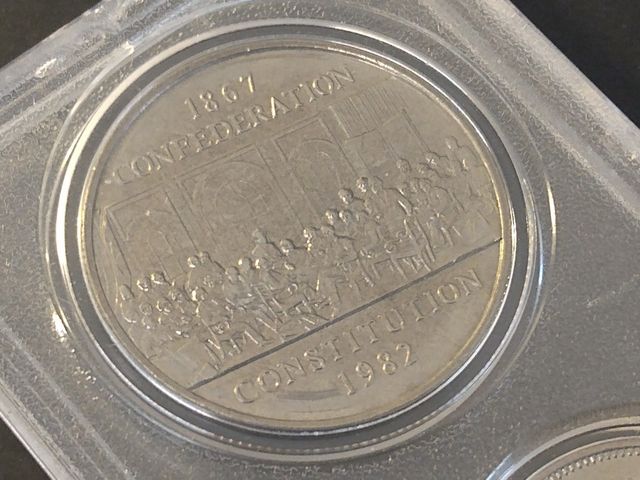 1867
CONFEDERATION
CONSTITUTION
1982